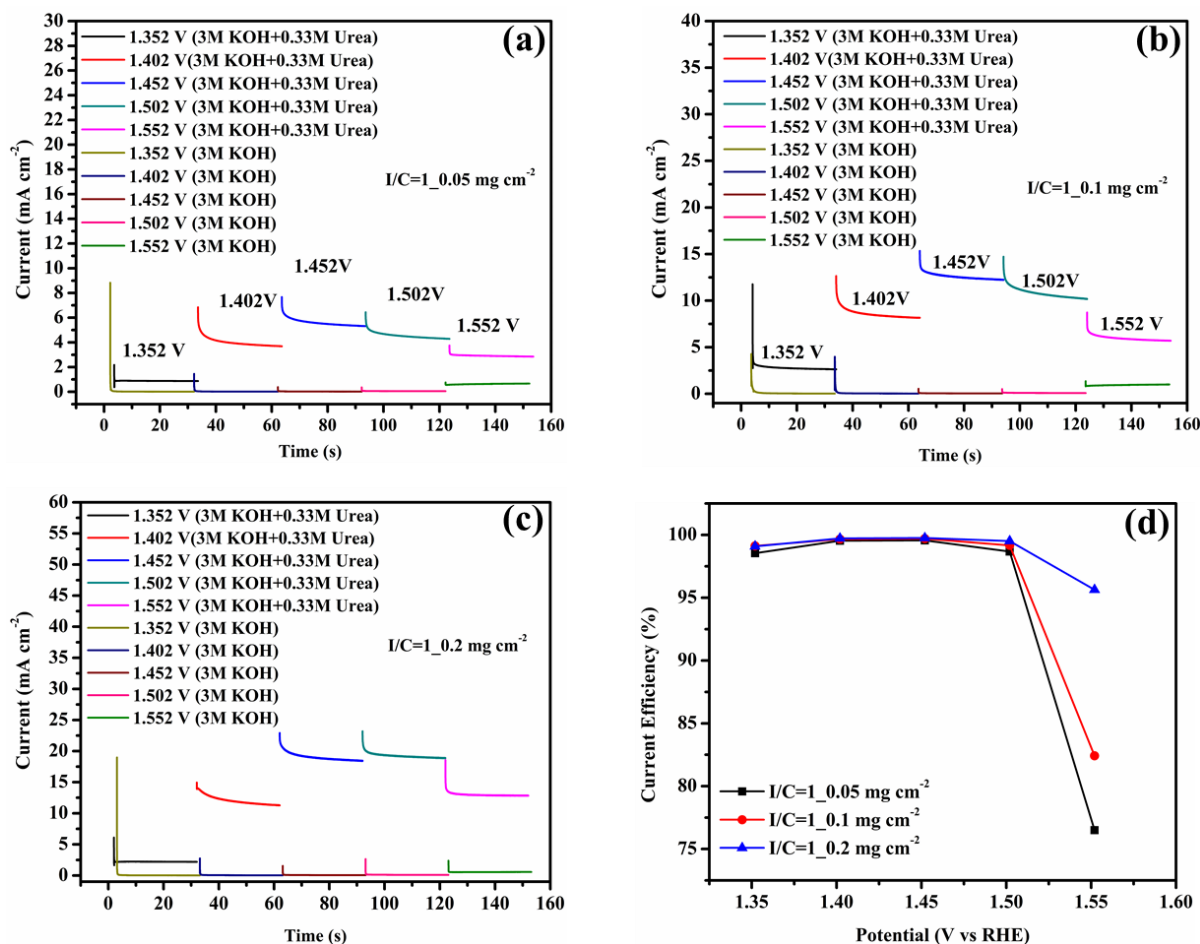 (a)
30
28
26
24
22
20
18
16
14
12
10
8
6
4
2
0
Current (mA cm-2)
1.352 V (3M KOH+0.33M Urea)
1.402 V(3M KOH+0.33M Urea)
1.452 V (3M KOH+0.33M Urea)
1.502 V (3M KOH+0.33M Urea)
1.552 V (3M KOH+0.33M Urea)
1.352 V (3M KOH)
1.402 V (3M KOH)
1.452 V (3M KOH)
1.502 V (3M KOH)
1.552 V (3M KOH)
I/C=1_0.05 mg cm-2
1.352 V
1.402V
1.452V
1.502V
1.552 V
0 20 40 60 80 100 120 140 160
Time (s)
(b)
40
35
30
25
20
15
10
5
0
Current (mA cm-2)
1.352 V (3M KOH+0.33M Urea)
1.402 V(3M KOH+0.33M Urea)
1.452 V (3M KOH+0.33M Urea)
1.502 V (3M KOH+0.33M Urea)
1.552 V (3M KOH+0.33M Urea)
1.352 V (3M KOH)
1.402 V (3M KOH)
1.452 V (3M KOH)
1.502 V (3M KOH)
1.552 V (3M KOH)
I/C=1_0.1 mg cm-2
1.352 V
1.402V
1.452V
1.502V
1.552 V
0 20 40 60 80 100 120 140 160
Time (s)
(c)
60
55
50
45
40
35
30
25
20
15
10
5
0
Current (mA cm-2)
1.352 V (3M KOH+0.33M Urea)
1.402 V(3M KOH+0.33M Urea)
1.452 V (3M KOH+0.33M Urea)
1.502 V (3M KOH+0.33M Urea)
1.552 V (3M KOH+0.33M Urea)
1.352 V (3M KOH)
1.402 V (3M KOH)
1.452 V (3M KOH)
1.502 V (3M KOH)
1.552 V (3M KOH)
I/C=1_0.2 mg cm-2
0 20 40 60 80 100 120 140 160
Time (s)
(d)
100
95
90
85
80
75
Current Efficiency (%)
I/C=1_0.05 mg cm-2
I/C=1_0.1 mg cm-2
I/C=1_0.2 mg cm-2
1.35 1.40 1.45 1.50 1.55 1.60
Potential (V vs RHE)